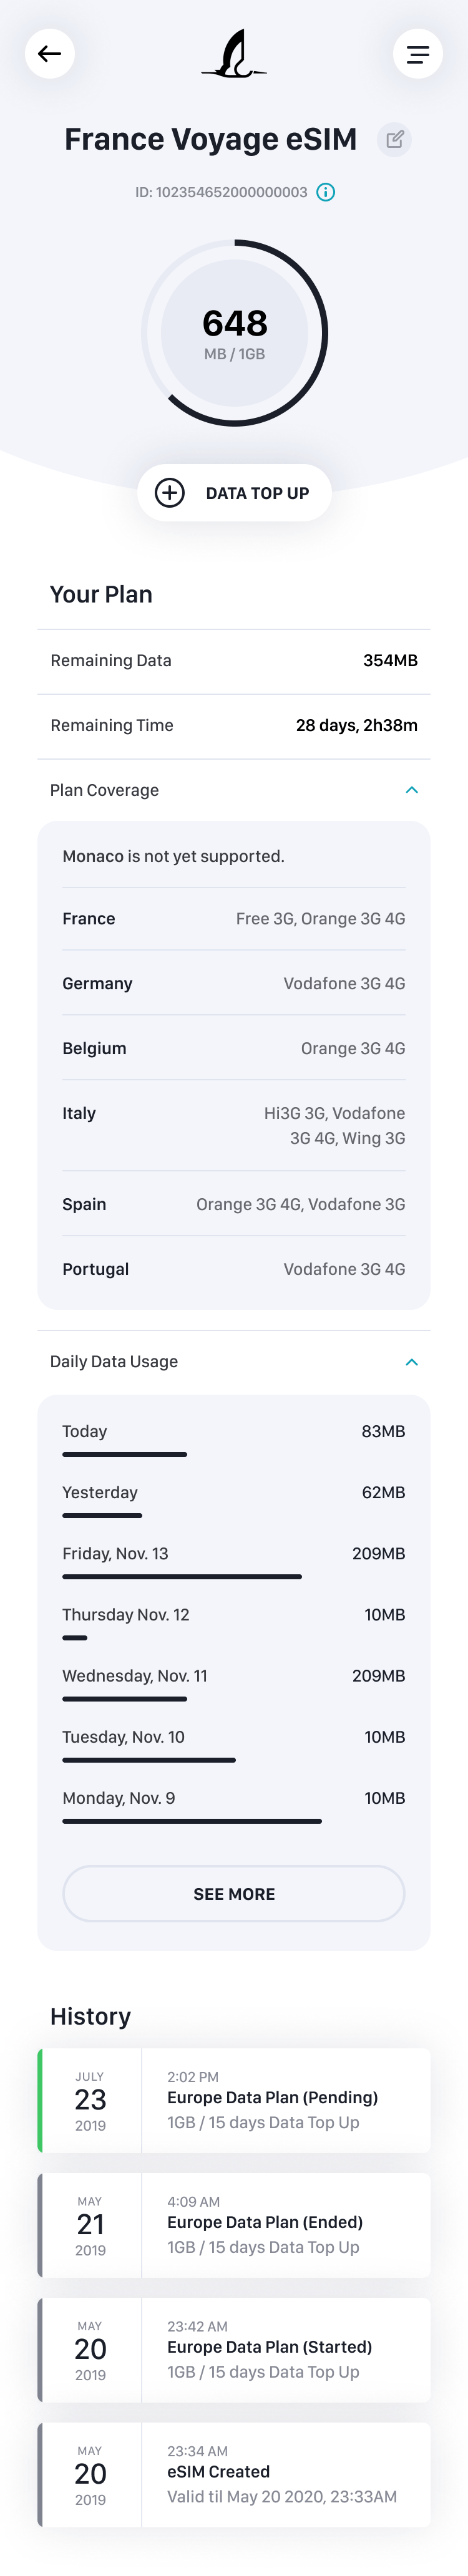 France Voyage eSIM
ID: 102354652000000003
648
MB / 1GB
DATA TOP UP
Your Plan
Remaining Data 354MB
Remaining Time 28 days, 2h38m
Plan Coverage
Monaco is not yet supported.
France Free 3G, Orange 3G 4G
Germany Vodafone 3G 4G
Belgium Orange 3G 4G
Italy Hi3G 3G, Vodafone
3G 4G, Wing 3G
Spain Orange 3G 4G, Vodafone 3G
Portugal Vodafone 3G 4G
Daily Data Usage
Today 83MB
Yesterday 62MB
Friday, Nov. 13 209MB
Thursday Nov. 12 10MB
Wednesday, Nov. 11 209MB
Tuesday, Nov. 10 10MB
Monday, Nov. 9 10MB
SEE MORE
History
JULY
23
2019
2:02 PM
Europe Data Plan (Pending)
1GB / 15 days Data Top Up
MAY
21
2019
4:09 AM
Europe Data Plan (Ended)
1GB / 15 days Data Top Up
MAY
20
2019
23:42 AM
Europe Data Plan (Started)
1GB / 15 days Data Top Up
MAY
20
2019
23:34 AM
eSIM Created
Valid til May 20 2020, 23:33AM